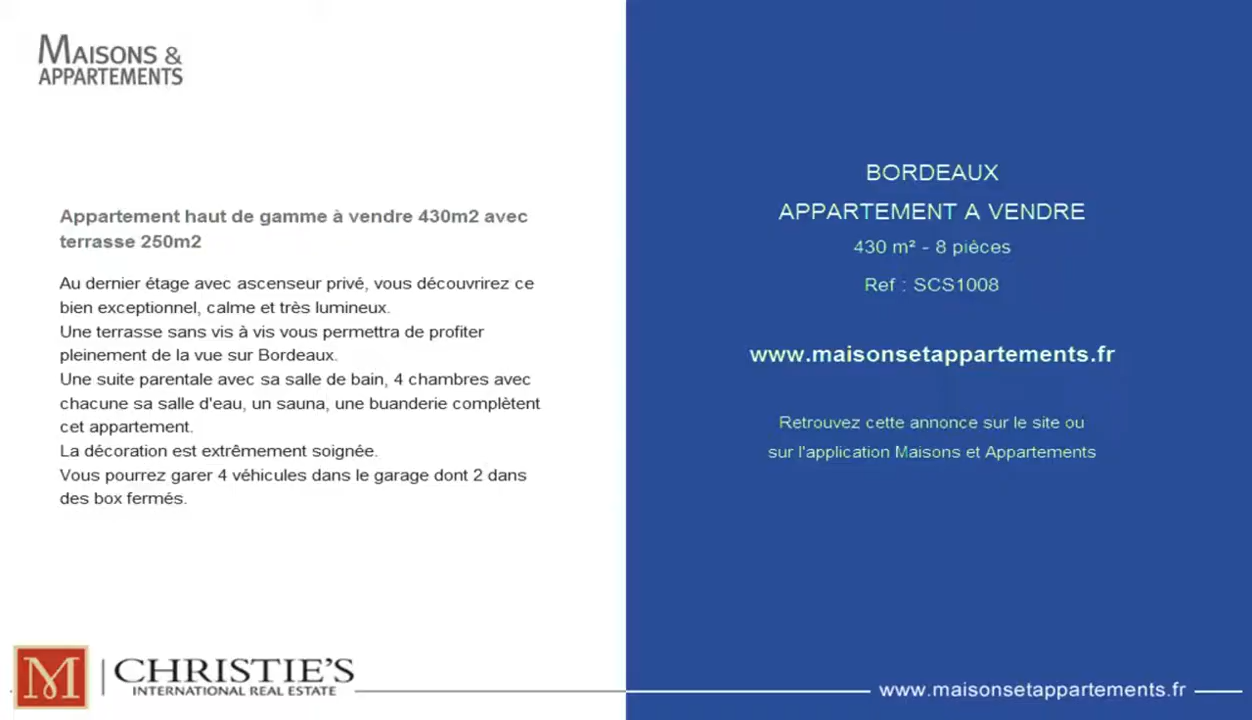 MAISONS &
APPARTEMENTS
Appartement haut de gamme à vendre 430m2 avec
terrasse 250m2
Au dernier étage avec ascenseur privé, vous découvrirez ce
bien exceptionnel, calme et très lumineux.
Une terrasse sans vis à vis vous permettra de profiter
pleinement de la vue sur Bordeaux.
Une suite parentale avec sa salle de bain, 4 chambres avec
chacune sa salle d'eau, un sauna, une buanderie complètent
cet appartement.
La décoration est extrêmement soignée.
Vous pourrez garer 4 véhicules dans le garage dont 2 dans
des box fermés.
M
CHRISTIE'S
INTERNATIONAL REAL ESTATE
BORDEAUX
APPARTEMENT A VENDRE
430 m² - 8 pièces
Ref : SCS1008
www.maisonsetappartements.fr
Retrouvez cette annonce sur le site ou
sur l'application Maisons et Appartements
www.maisonsetappartements.fr